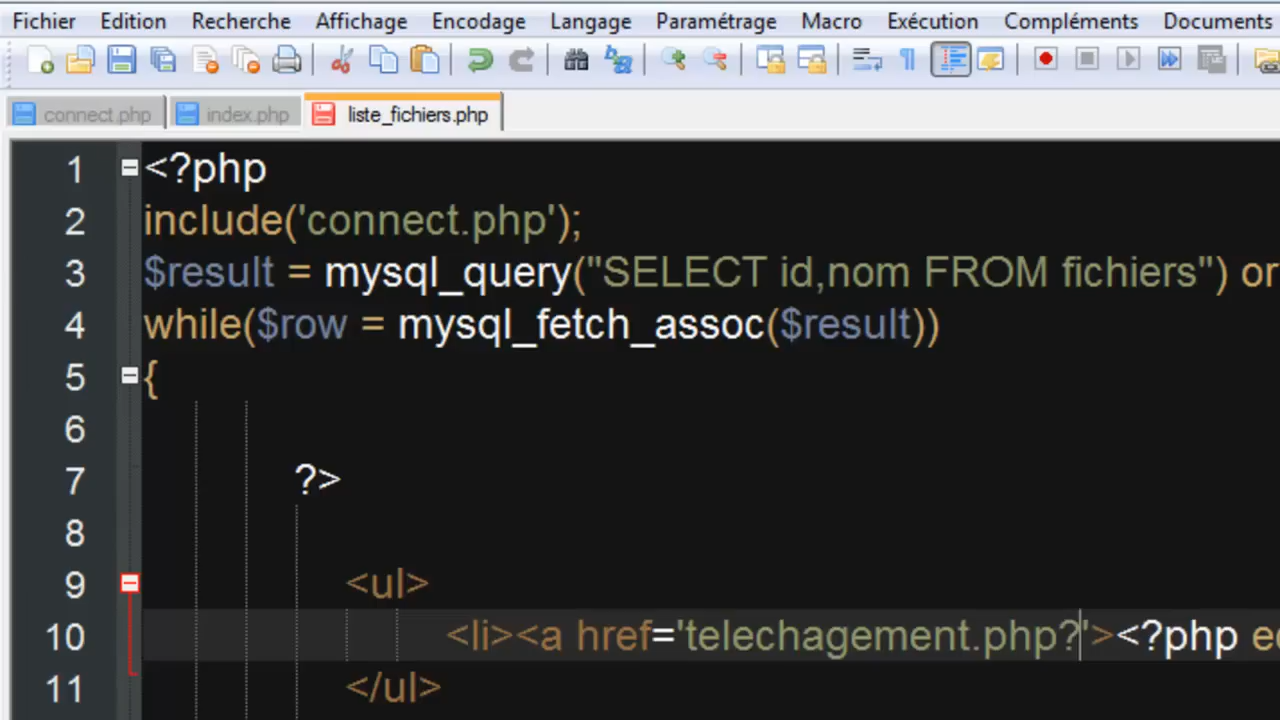 Fichier Edition Recherche Affichage Encodage Langage Paramétrage Macro Exécution Compléments Documents
connect.php index.php liste_fichiers.php
1 <?php
2 include('connect.php');
3 $result = mysql_query("SELECT id,nom FROM fichiers") or
4 while($row = mysql_fetch_assoc($result))
5 {
6
7 ?>
8
9 <ul>
10 <li><a href='telechagement.php?'><?php
11 </ul>